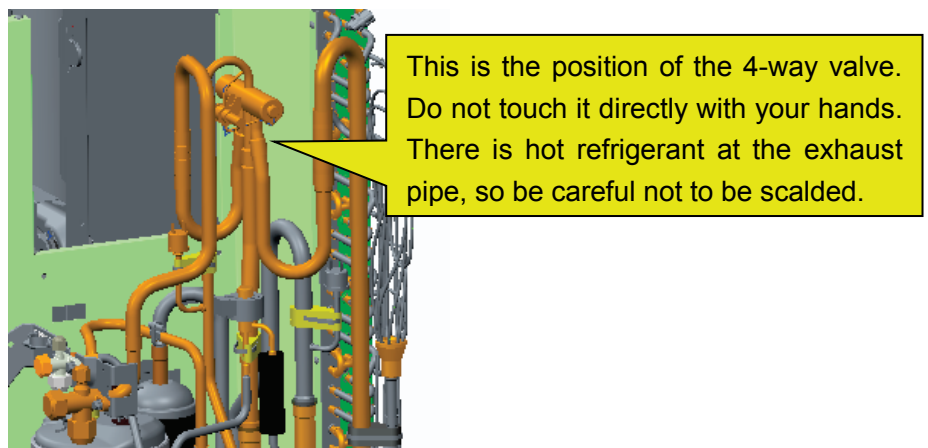 This is the position of the 4-way valve.
Do not touch it directly with your hands.
There is hot refrigerant at the exhaust
pipe, so be careful not to be scalded.